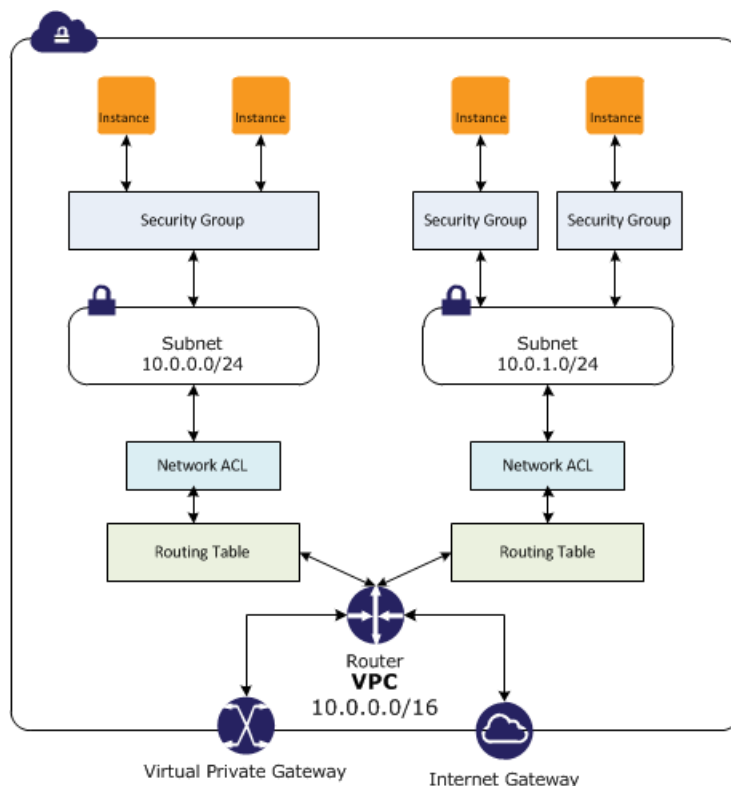 Instance
Instance
Instance
Instance
Security Group
Security Group
Security Group
Subnet
10.0.0.0/24
Subnet
10.0.1.0/24
Network ACL
Network ACL
Routing Table
Routing Table
Router
VPC
10.0.0.0/16
Virtual Private Gateway
Internet Gateway